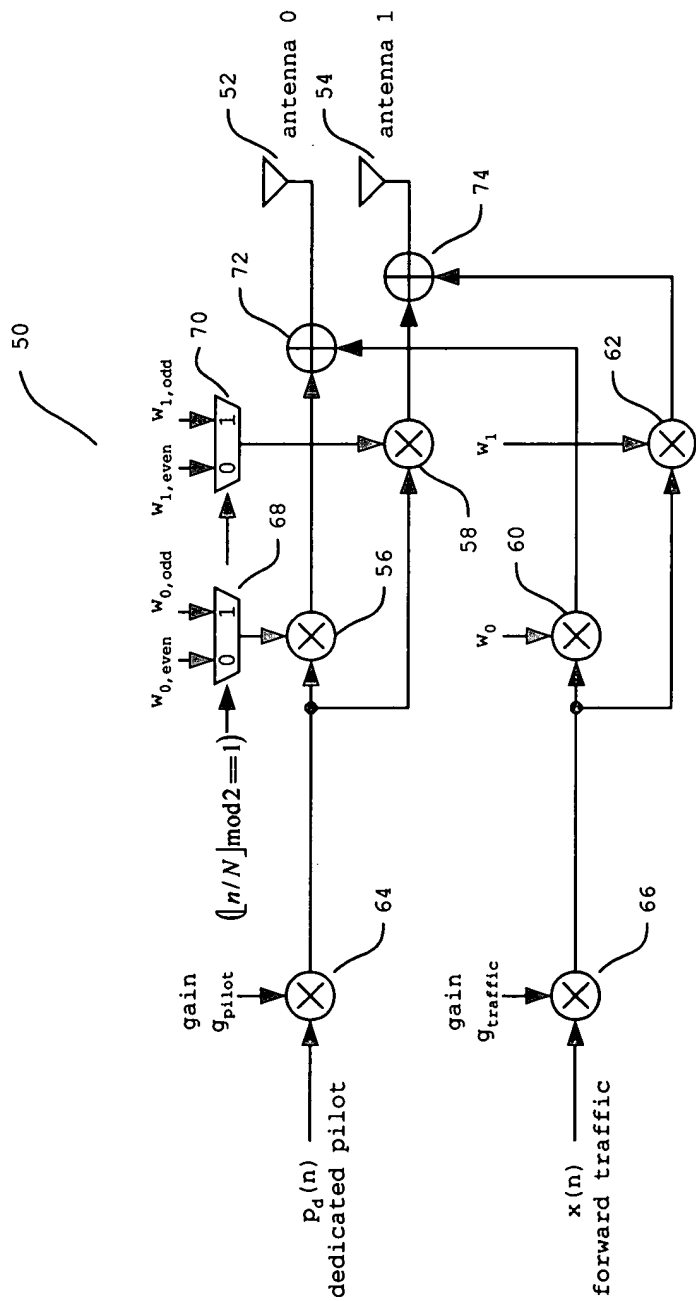 50
52
antenna 0
54
antenna 1
72
74
70
w1,even
w1,odd
0 1
68
w0,even
w0,odd
0 1
(⌊n/N⌋mod2==1)
56
58
60
62
w0
w1
gain
gpilot
64
pd(n)
dedicated pilot
gain
gtraffic
66
x(n)
forward traffic